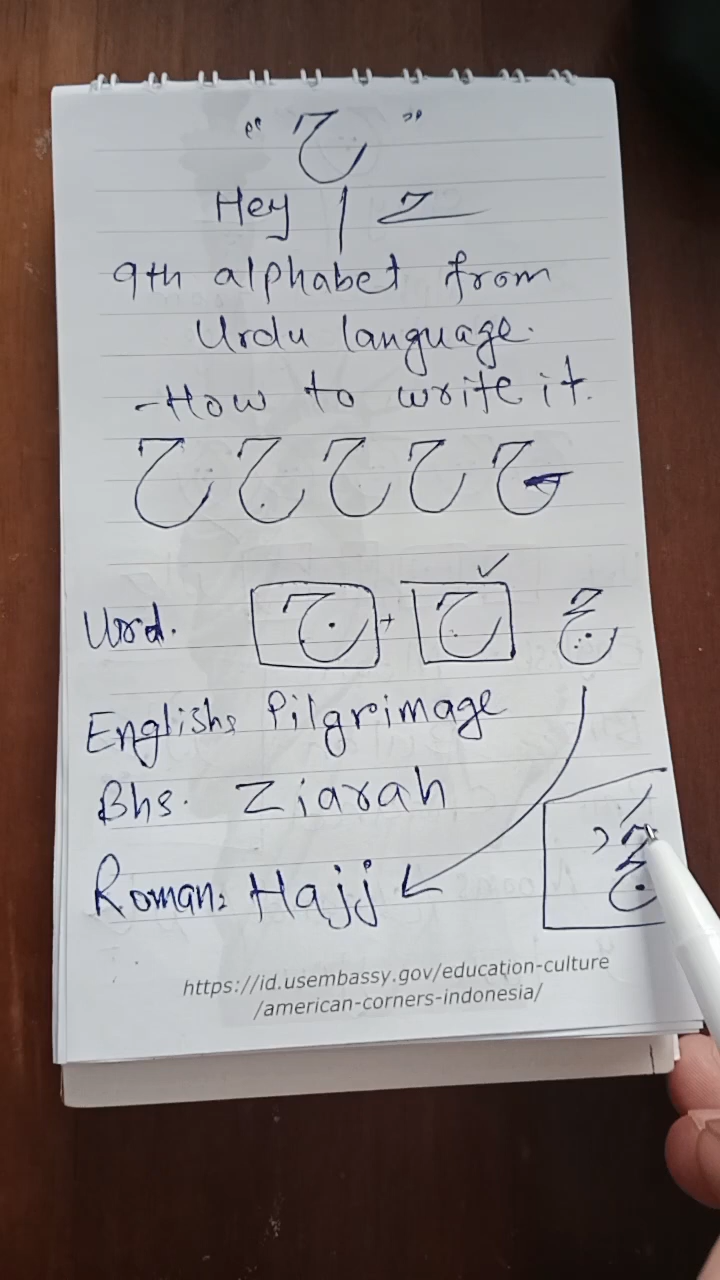 " ح "
Hey | ح
9th alphabet from
Urdu language.
-How to write it.
ح ح ح ح ح
Urd. ج + ح ✓ حج
English: Pilgrimage
Bhs. Ziarah
Roman: Hajj
حج
https://id.usembassy.gov/education-culture
/american-corners-indonesia/